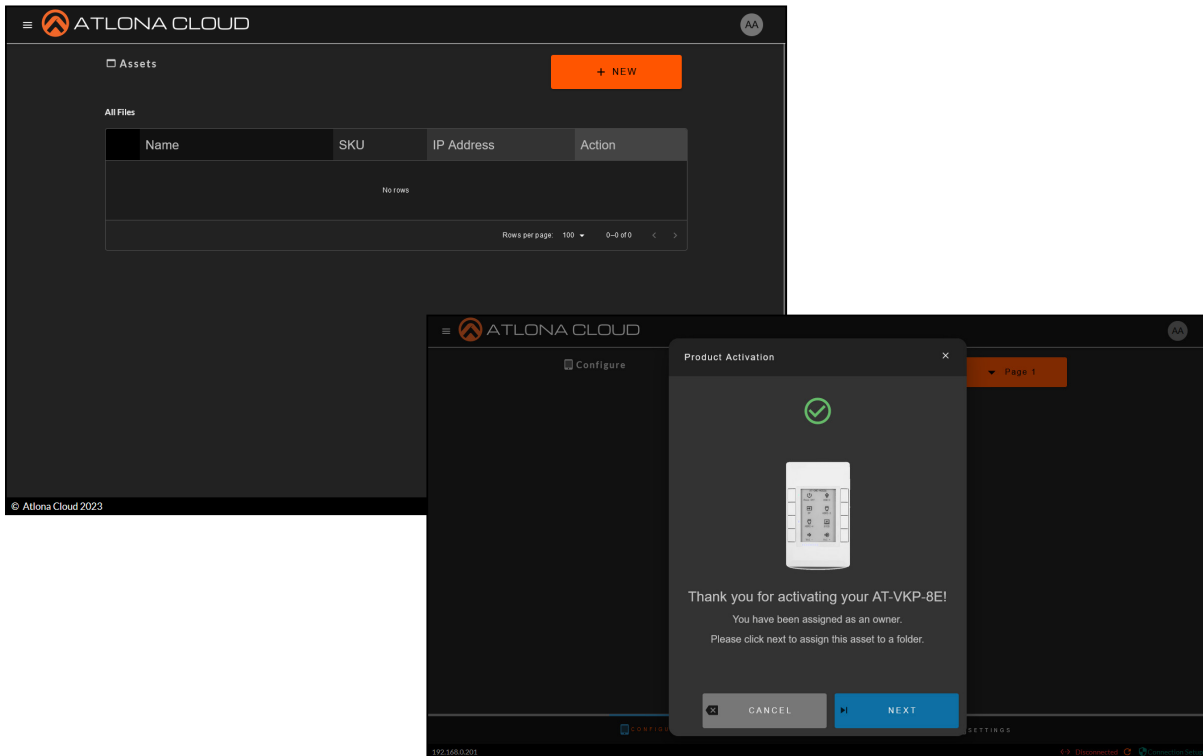 ATLONA CLOUD
AA
Assets
+ NEW
All Files
Name SKU IP Address Action
No rows
Rows per page: 100 0–0 of 0
© Atlona Cloud 2023
ATLONA CLOUD
AA
Configure
Product Activation
Page 1
Thank you for activating your AT-VKP-8E!
You have been assigned as an owner.
Please click next to assign this asset to a folder.
CANCEL NEXT
SETTINGS
192.168.0.201 Disconnected Connection Setup